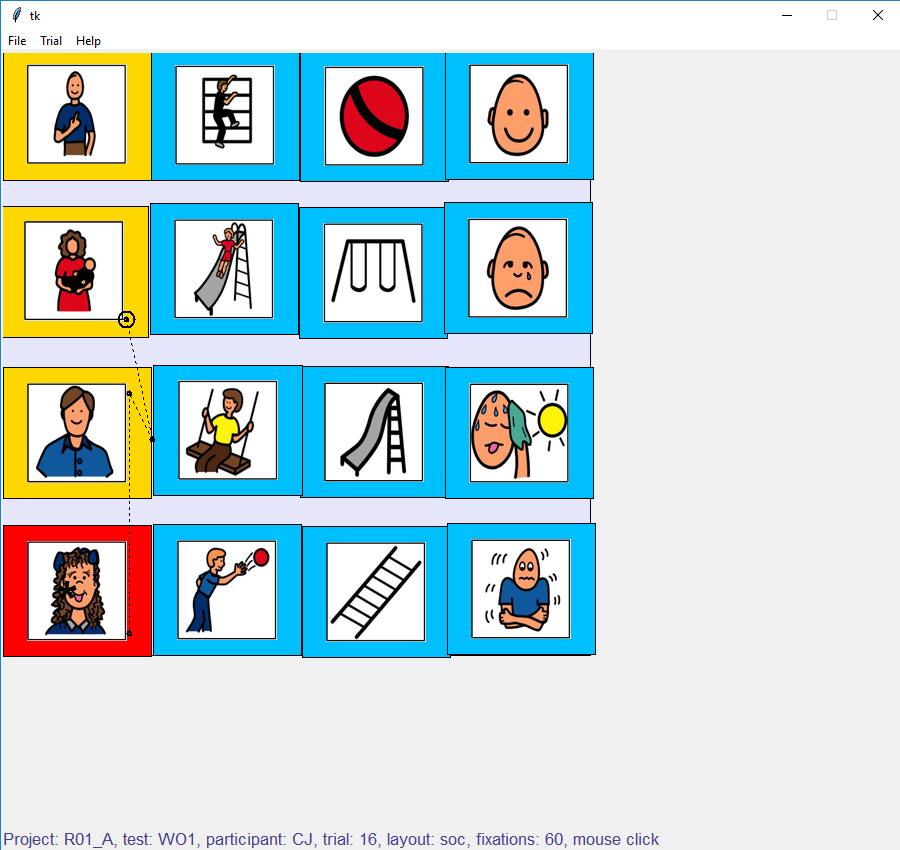 tk
File Trial Help
Project: R01_A, test: WO1, participant: CJ, trial: 16, layout: soc, fixations: 60, mouse click